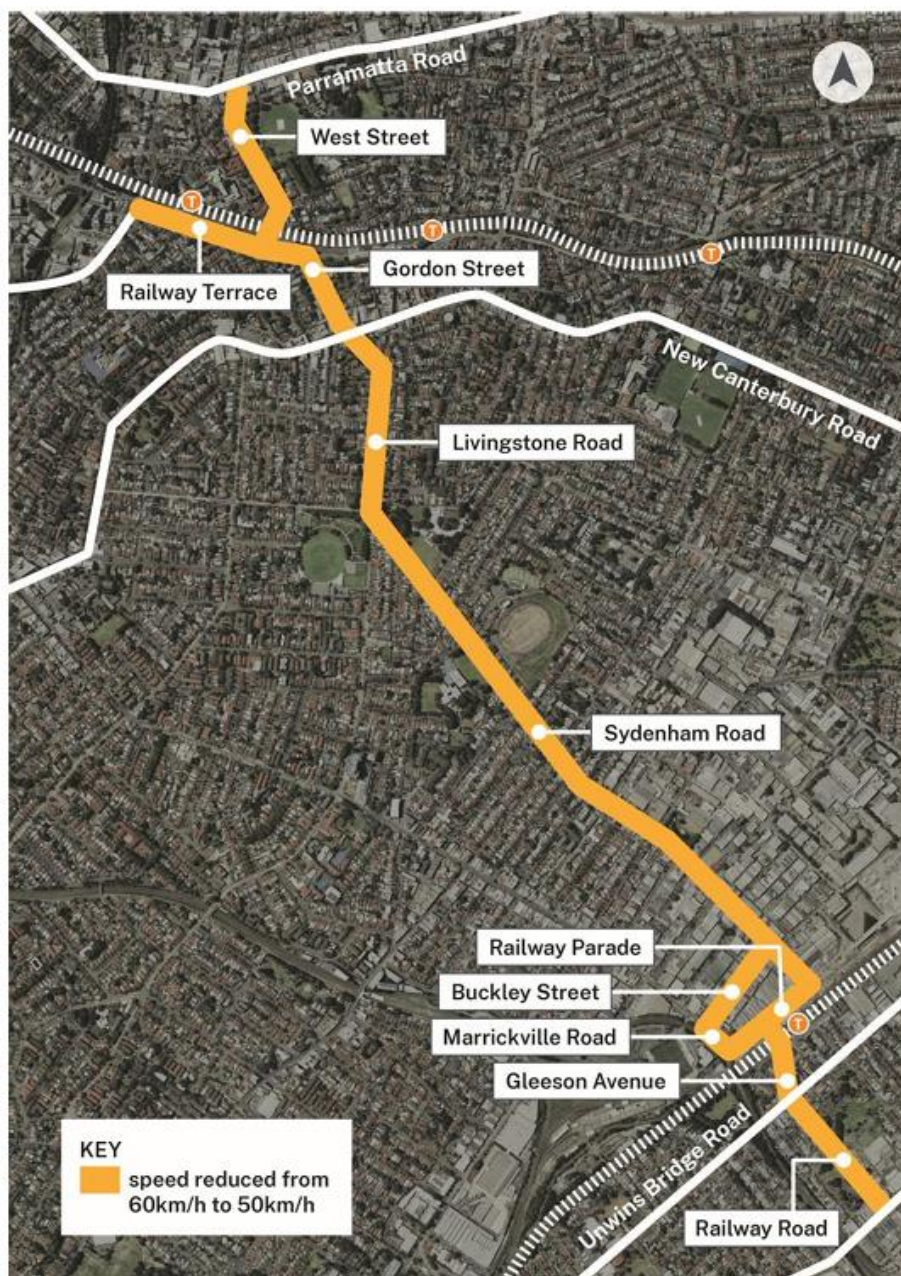 Parramatta Road
West Street
T
T
Gordon Street
T
Railway Terrace
New Canterbury Road
Livingstone Road
Sydenham Road
Railway Parade
Buckley Street
T
Marrickville Road
Gleeson Avenue
Unwins Bridge Road
KEY
speed reduced from
60km/h to 50km/h
Railway Road